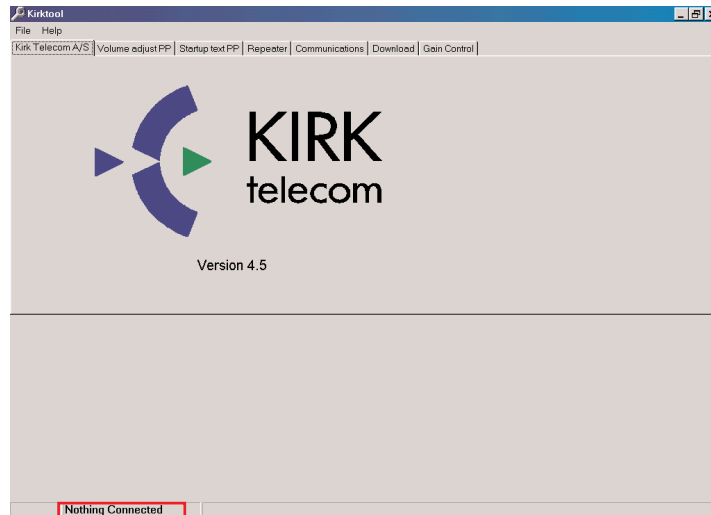 Kirktool
File Help
Kirk Telecom A/S Volume adjust PP Startup text PP Repeater Communications Download Gain Control
KIRK
telecom
Version 4.5
Nothing Connected